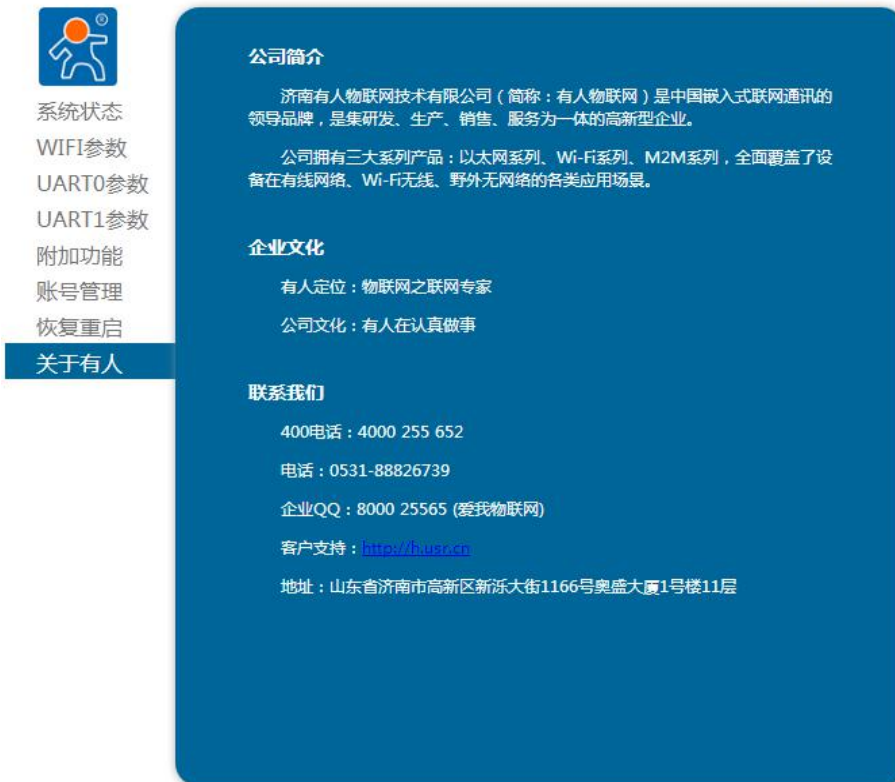 ®
系统状态
WIFI参数
UART0参数
UART1参数
附加功能
账号管理
恢复重启
关于有人
公司简介
济南有人物联网技术有限公司（简称：有人物联网）是中国嵌入式联网通讯的
领导品牌，是集研发、生产、销售、服务为一体的高新型企业。
公司拥有三大系列产品：以太网系列、Wi-Fi系列、M2M系列，全面覆盖了设
备在有线网络、Wi-Fi无线、野外无网络的各类应用场景。
企业文化
有人定位：物联网之联网专家
公司文化：有人在认真做事
联系我们
400电话：4000 255 652
电话：0531-88826739
企业QQ：8000 25565 (爱我物联网)
客户支持：http://h.usr.cn
地址：山东省济南市高新区新泺大街1166号奥盛大厦1号楼11层